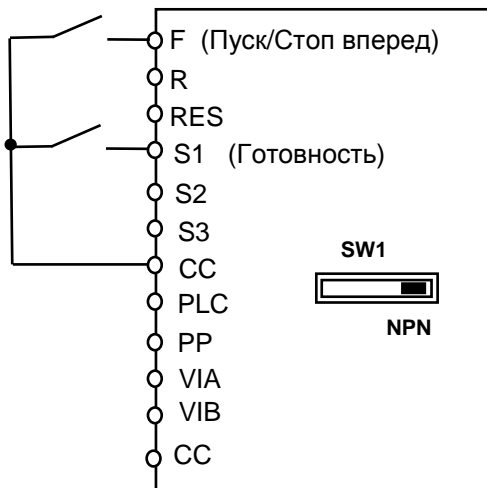 F (Пуск/Стоп вперед)
R
RES
S1 (Готовность)
S2
S3
SW1
CC
PLC
NPN
PP
VIA
VIB
CC